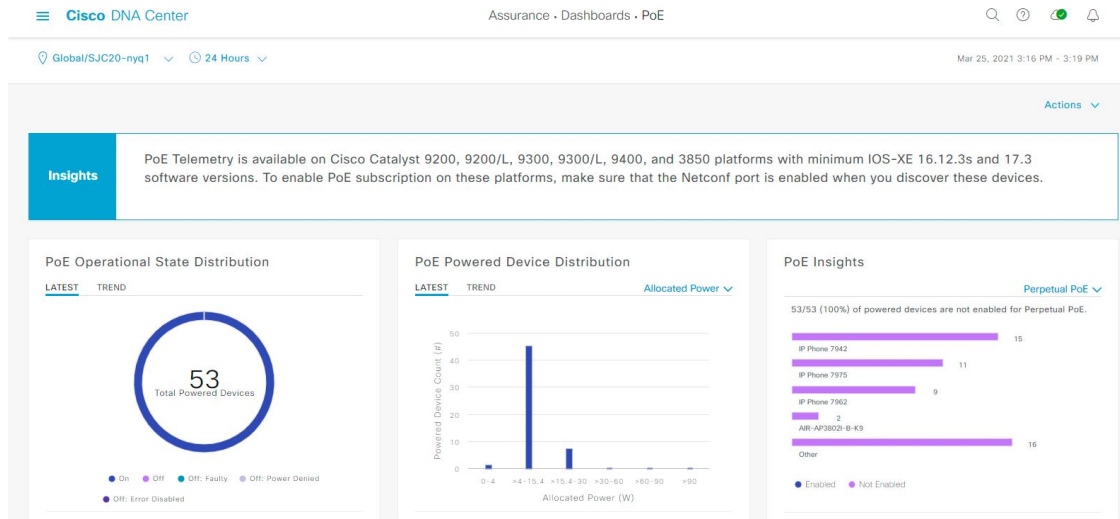 Cisco DNA Center
Assurance • Dashboards • PoE
Global/SJC20-nyq1
24 Hours
Mar 25, 2021 3:16 PM - 3:19 PM
Actions
Insights
PoE Telemetry is available on Cisco Catalyst 9200, 9200/L, 9300, 9300/L, 9400, and 3850 platforms with minimum IOS-XE 16.12.3s and 17.3
software versions. To enable PoE subscription on these platforms, make sure that the Netconf port is enabled when you discover these devices.
PoE Operational State Distribution
LATEST TREND
53
Total Powered Devices
On Off Off: Faulty Off: Power Denied
Off: Error Disabled
PoE Powered Device Distribution
LATEST TREND Allocated Power
Powered Device Count (#)
50
40
30
20
10
0
0-4 >4-15.4 >15.4-30 >30-60 >60-90 >90
Allocated Power (W)
PoE Insights
Perpetual PoE
53/53 (100%) of powered devices are not enabled for Perpetual PoE.
15
IP Phone 7942
11
IP Phone 7975
9
IP Phone 7962
2
AIR-AP3802I-B-K9
16
Other
Enabled Not Enabled